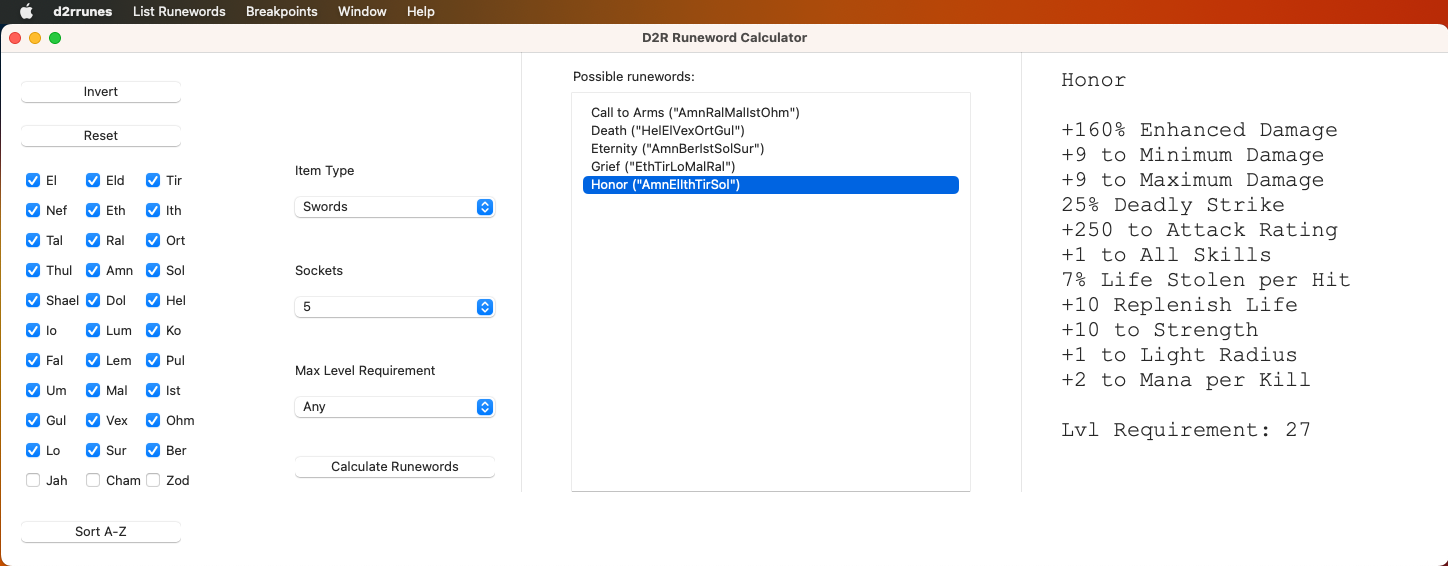 d2rrunes List Runewords Breakpoints Window Help
D2R Runeword Calculator
Invert
Reset
El Eld Tir
Nef Eth Ith
Tal Ral Ort
Thul Amn Sol
Shael Dol Hel
Io Lum Ko
Fal Lem Pul
Um Mal Ist
Gul Vex Ohm
Lo Sur Ber
Jah Cham Zod
Sort A-Z
Item Type
Swords
Sockets
5
Max Level Requirement
Any
Calculate Runewords
Possible runewords:
Call to Arms ("AmnRalMalIstOhm")
Death ("HelElVexOrtGul")
Eternity ("AmnBerIstSolSur")
Grief ("EthTirLoMalRal")
Honor ("AmnElIthTirSol")
Honor
+160% Enhanced Damage
+9 to Minimum Damage
+9 to Maximum Damage
25% Deadly Strike
+250 to Attack Rating
+1 to All Skills
7% Life Stolen per Hit
+10 Replenish Life
+10 to Strength
+1 to Light Radius
+2 to Mana per Kill
Lvl Requirement: 27